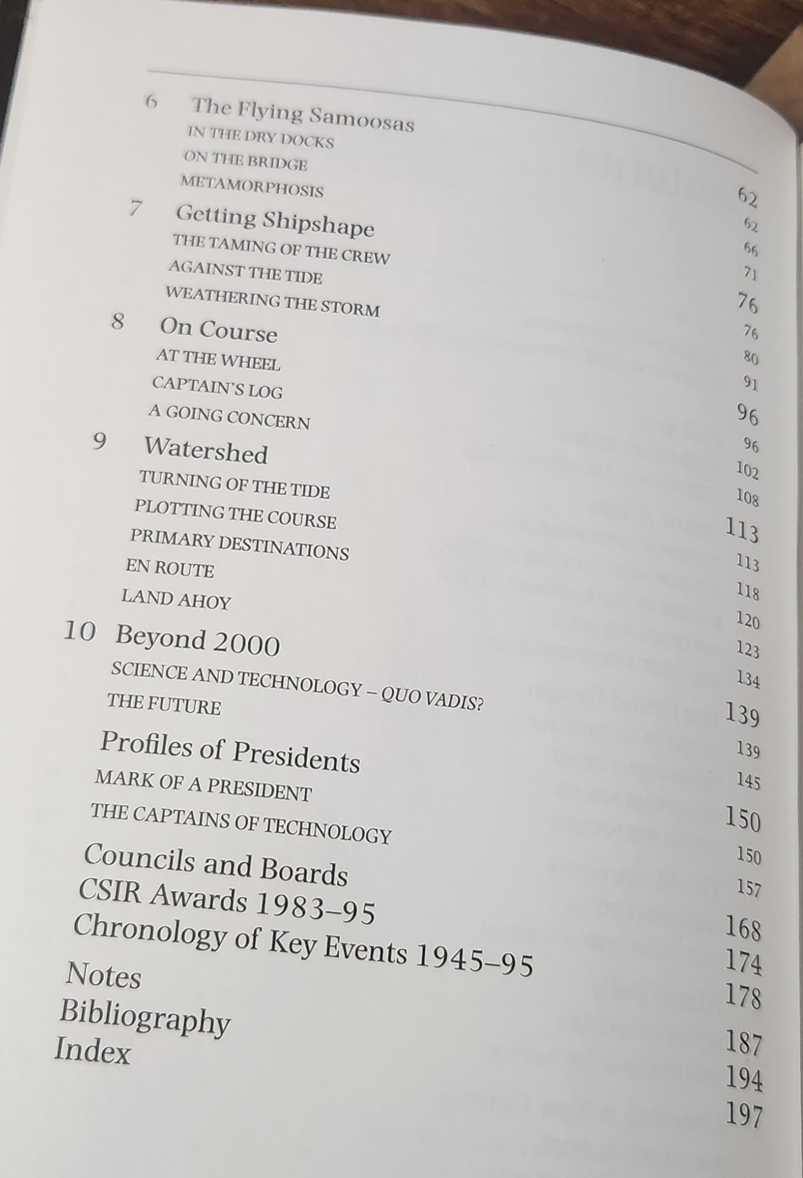 6 The Flying Samoosas 62
IN THE DRY DOCKS 62
ON THE BRIDGE 66
METAMORPHOSIS 71
7 Getting Shipshape 76
THE TAMING OF THE CREW 76
AGAINST THE TIDE 80
WEATHERING THE STORM 91
8 On Course 96
AT THE WHEEL 96
CAPTAIN'S LOG 102
A GOING CONCERN 108
9 Watershed 113
TURNING OF THE TIDE 113
PLOTTING THE COURSE 118
PRIMARY DESTINATIONS 120
EN ROUTE 123
LAND AHOY 134
10 Beyond 2000 139
SCIENCE AND TECHNOLOGY – QUO VADIS? 139
THE FUTURE 145
Profiles of Presidents 150
MARK OF A PRESIDENT 150
THE CAPTAINS OF TECHNOLOGY 157
Councils and Boards 168
CSIR Awards 1983–95 174
Chronology of Key Events 1945–95 178
Notes 187
Bibliography 194
Index 197